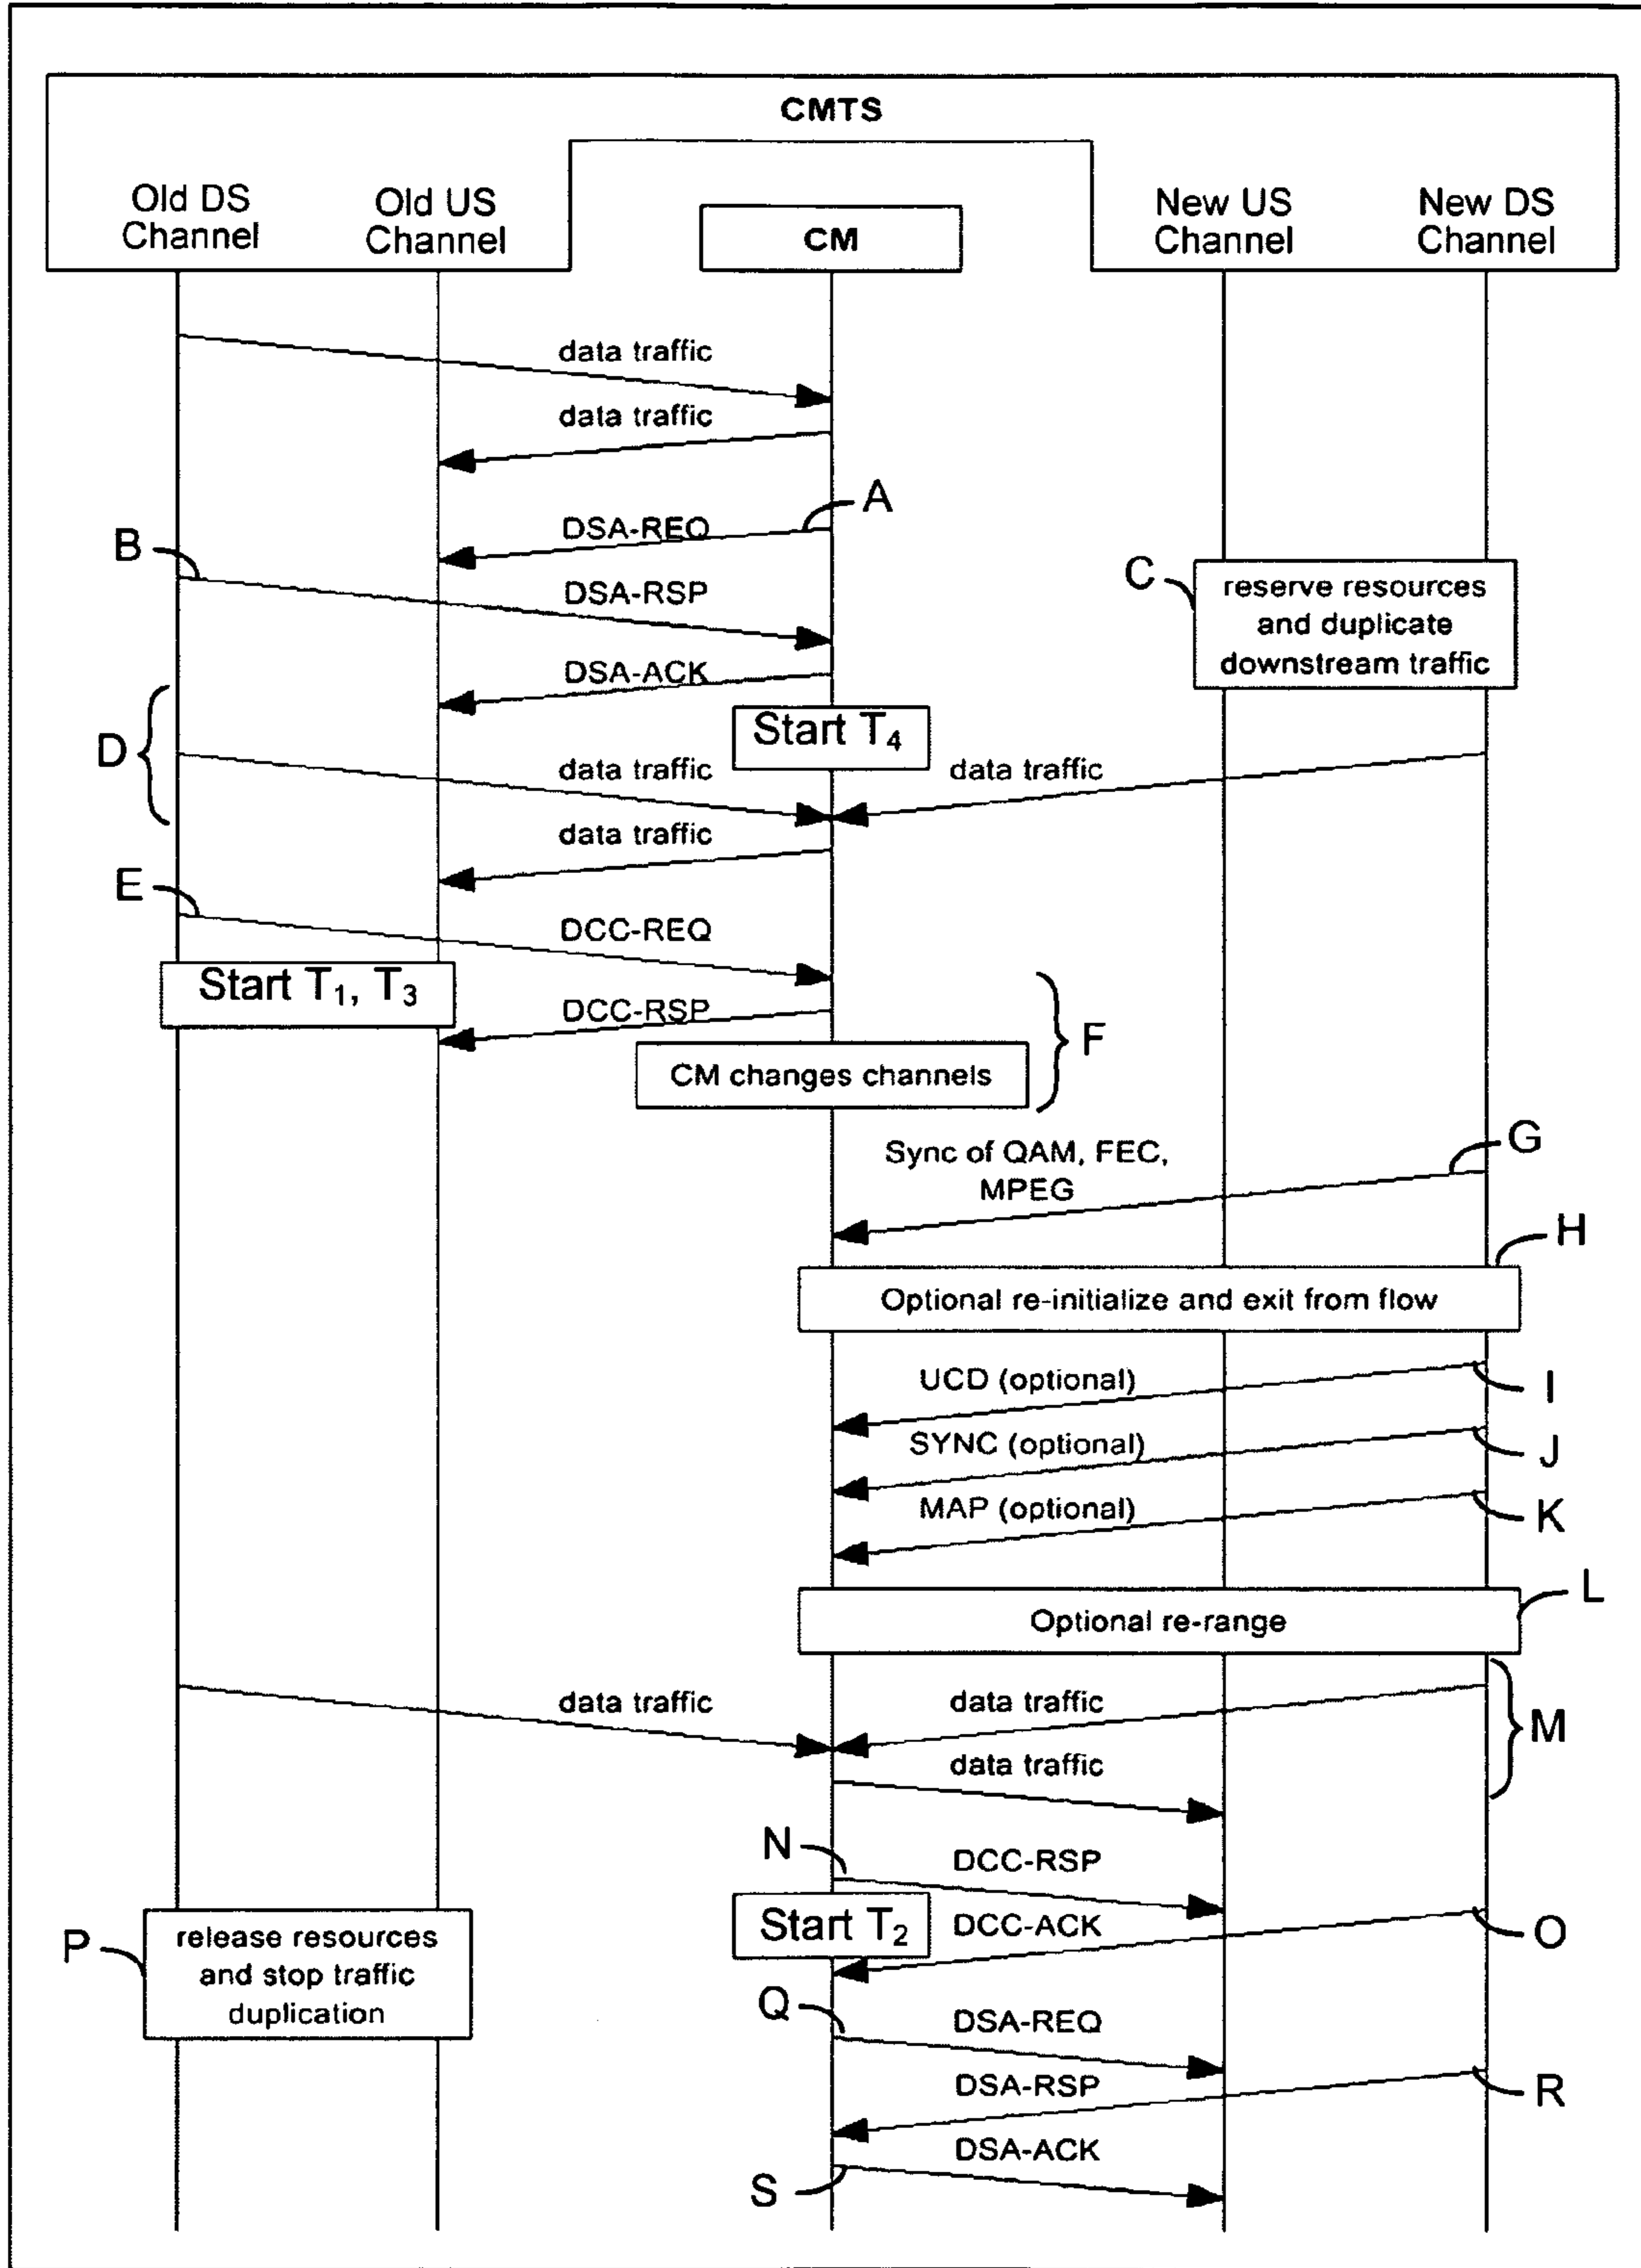 CMTS
Old DS
Channel
Old US
Channel
CM
New US
Channel
New DS
Channel
data traffic
data traffic
A
DSA-REQ
B
DSA-RSP
C
reserve resources
and duplicate
downstream traffic
DSA-ACK
Start T₄
D
data traffic
data traffic
data traffic
E
DCC-REQ
Start T₁, T₃
DCC-RSP
F
CM changes channels
G
Sync of QAM, FEC,
MPEG
H
Optional re-initialize and exit from flow
UCD (optional)
I
SYNC (optional)
J
MAP (optional)
K
L
Optional re-range
data traffic
data traffic
M
data traffic
N
DCC-RSP
P
release resources
and stop traffic
duplication
Start T₂
DCC-ACK
O
Q
DSA-REQ
DSA-RSP
R
DSA-ACK
S